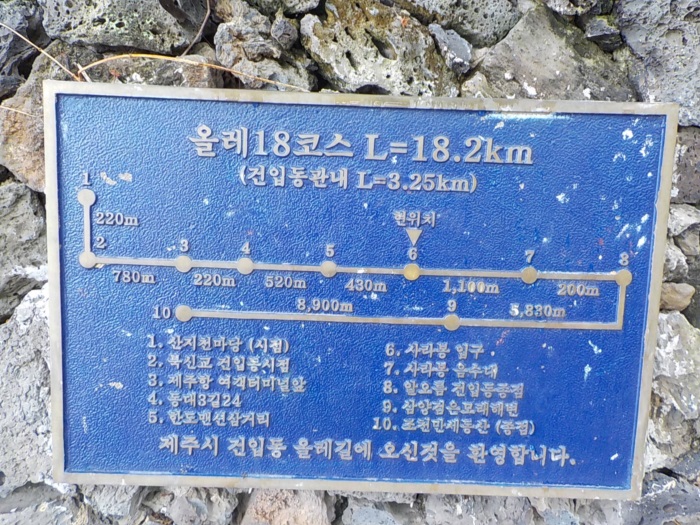 올레18코스 L=18.2km
(건입동관내 L=3.25km)
현위치
1
220m
2 3 4 5 6 7 8
780m 220m 520m 430m 1,100m 200m
10 8,900m 9 5,830m
1. 산지천마당 (시점)
2. 북신교 건입동시점
3. 제주항 여객터미널앞
4. 동대3길24
5. 한도맨션삼거리
6. 사라봉 입구
7. 사라봉
8. 알오름 건입동종점
9. 삼양검은모래해변
10. 조천만세동산 (종점)
제주시 건입동 올레길에 오신것을 환영합니다.